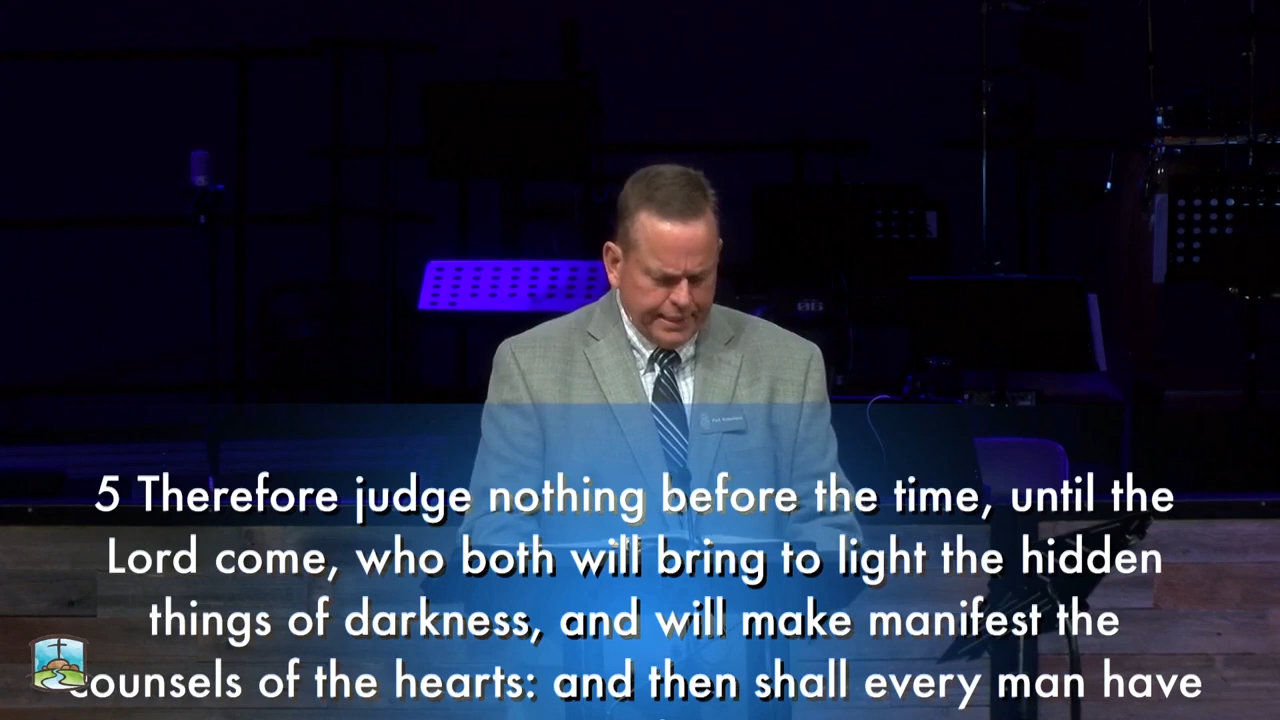 5 Therefore judge nothing before the time, until the
Lord come, who both will bring to light the hidden
things of darkness, and will make manifest the
counsels of the hearts: and then shall every man have